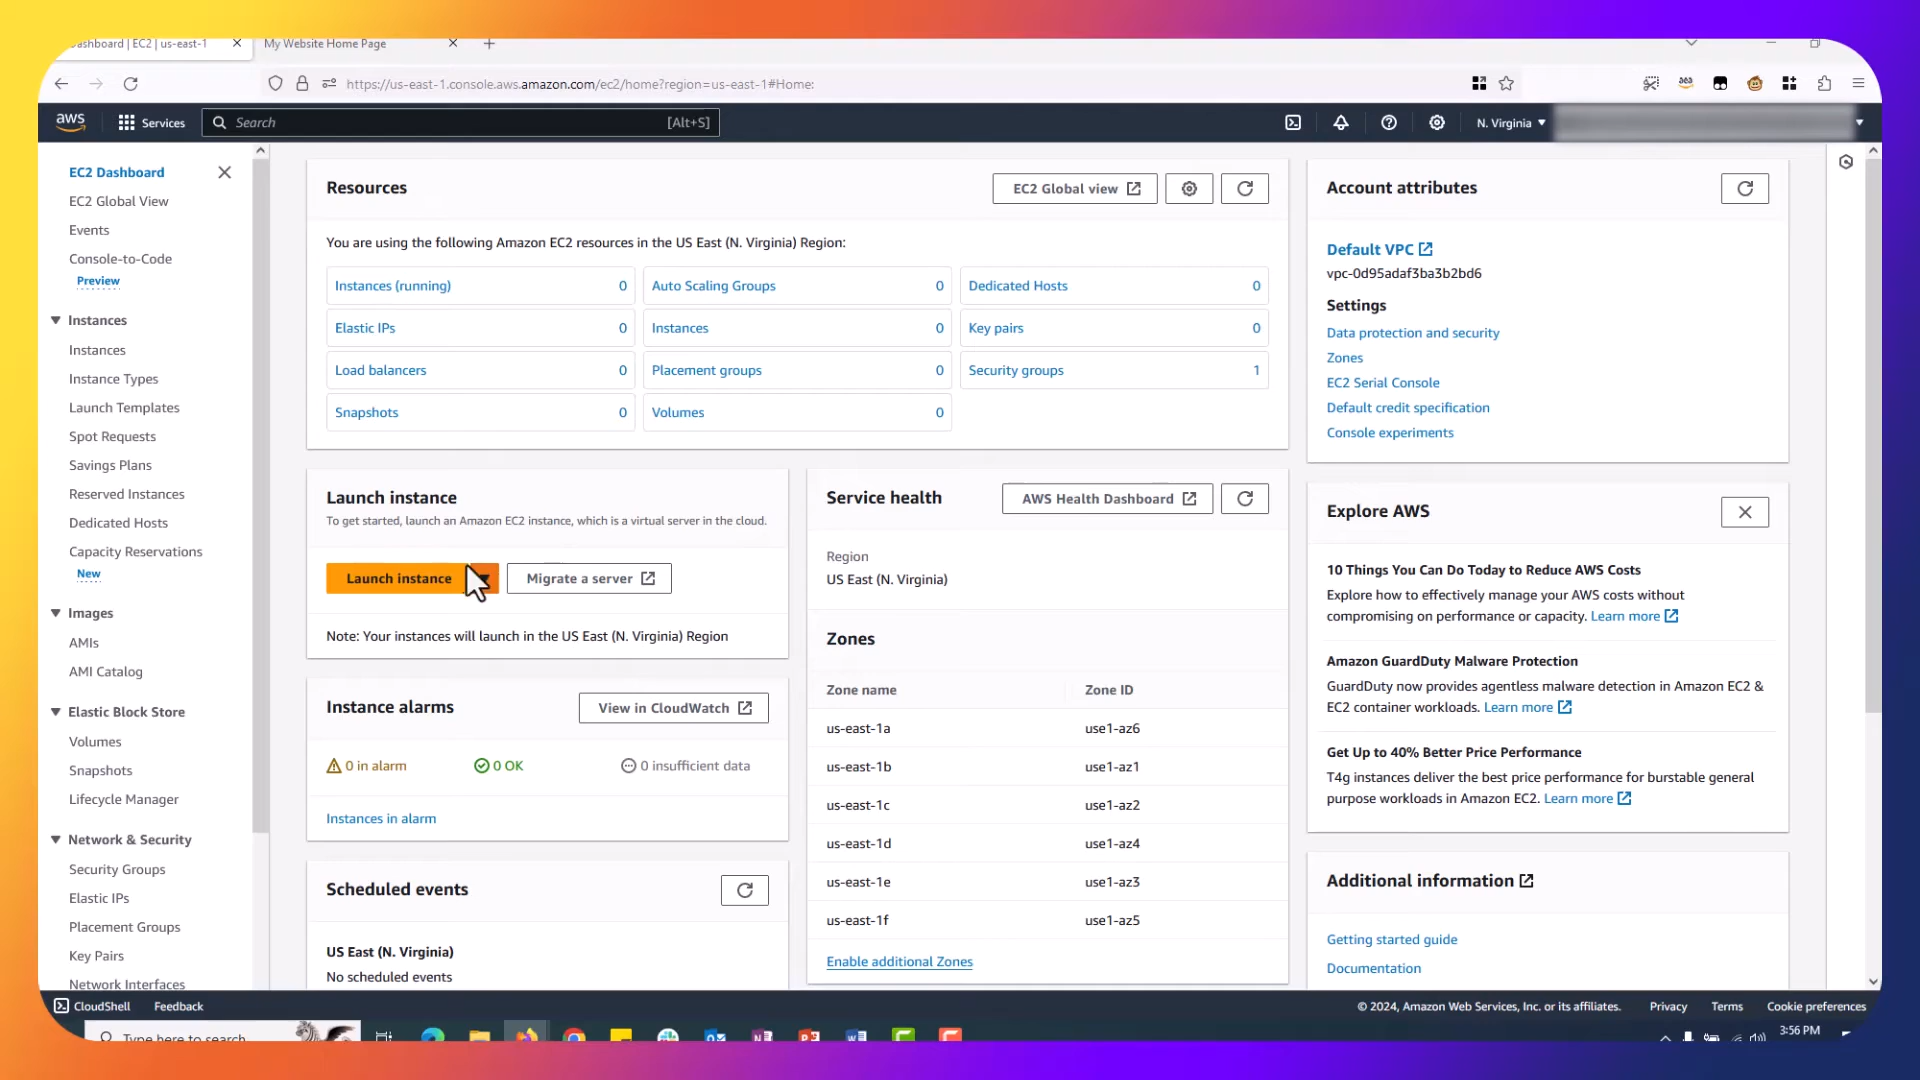 Dashboard | EC2 | us-east-1
My Website Home Page
https://us-east-1.console.aws.amazon.com/ec2/home?region=us-east-1#Home:
aws
Services
Search
[Alt+S]
N. Virginia
EC2 Dashboard
EC2 Global View
Events
Console-to-Code
Preview
Instances
Instances
Instance Types
Launch Templates
Spot Requests
Savings Plans
Reserved Instances
Dedicated Hosts
Capacity Reservations
New
Images
AMIs
AMI Catalog
Elastic Block Store
Volumes
Snapshots
Lifecycle Manager
Network & Security
Security Groups
Elastic IPs
Placement Groups
Key Pairs
Network Interfaces
Resources
EC2 Global view
You are using the following Amazon EC2 resources in the US East (N. Virginia) Region:
Instances (running) 0
Auto Scaling Groups 0
Dedicated Hosts 0
Elastic IPs 0
Instances 0
Key pairs 0
Load balancers 0
Placement groups 0
Security groups 1
Snapshots 0
Volumes 0
Launch instance
To get started, launch an Amazon EC2 instance, which is a virtual server in the cloud.
Launch instance
Migrate a server
Note: Your instances will launch in the US East (N. Virginia) Region
Instance alarms
View in CloudWatch
0 in alarm
0 OK
0 insufficient data
Instances in alarm
Scheduled events
US East (N. Virginia)
No scheduled events
Service health
AWS Health Dashboard
Region
US East (N. Virginia)
Zones
Zone name Zone ID
us-east-1a use1-az6
us-east-1b use1-az1
us-east-1c use1-az2
us-east-1d use1-az4
us-east-1e use1-az3
us-east-1f use1-az5
Enable additional Zones
Account attributes
Default VPC
vpc-0d95adaf3ba3b2bd6
Settings
Data protection and security
Zones
EC2 Serial Console
Default credit specification
Console experiments
Explore AWS
10 Things You Can Do Today to Reduce AWS Costs
Explore how to effectively manage your AWS costs without
compromising on performance or capacity. Learn more
Amazon GuardDuty Malware Protection
GuardDuty now provides agentless malware detection in Amazon EC2 &
EC2 container workloads. Learn more
Get Up to 40% Better Price Performance
T4g instances deliver the best price performance for burstable general
purpose workloads in Amazon EC2. Learn more
Additional information
Getting started guide
Documentation
CloudShell
Feedback
© 2024, Amazon Web Services, Inc. or its affiliates.
Privacy
Terms
Cookie preferences
Type here to search
3:56 PM